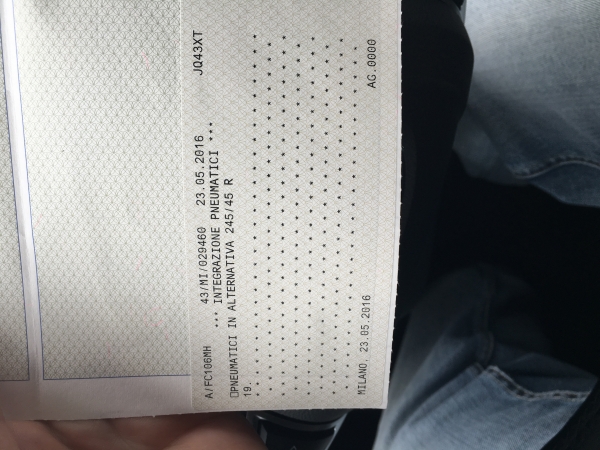 A/FC106MH 43/MI/029460 23.05.2016 JQ43XT
*** INTEGRAZIONE PNEUMATICI ***
□PNEUMATICI IN ALTERNATIVA 245/45 R
19.
MILANO , 23.05.2016 AG.0000